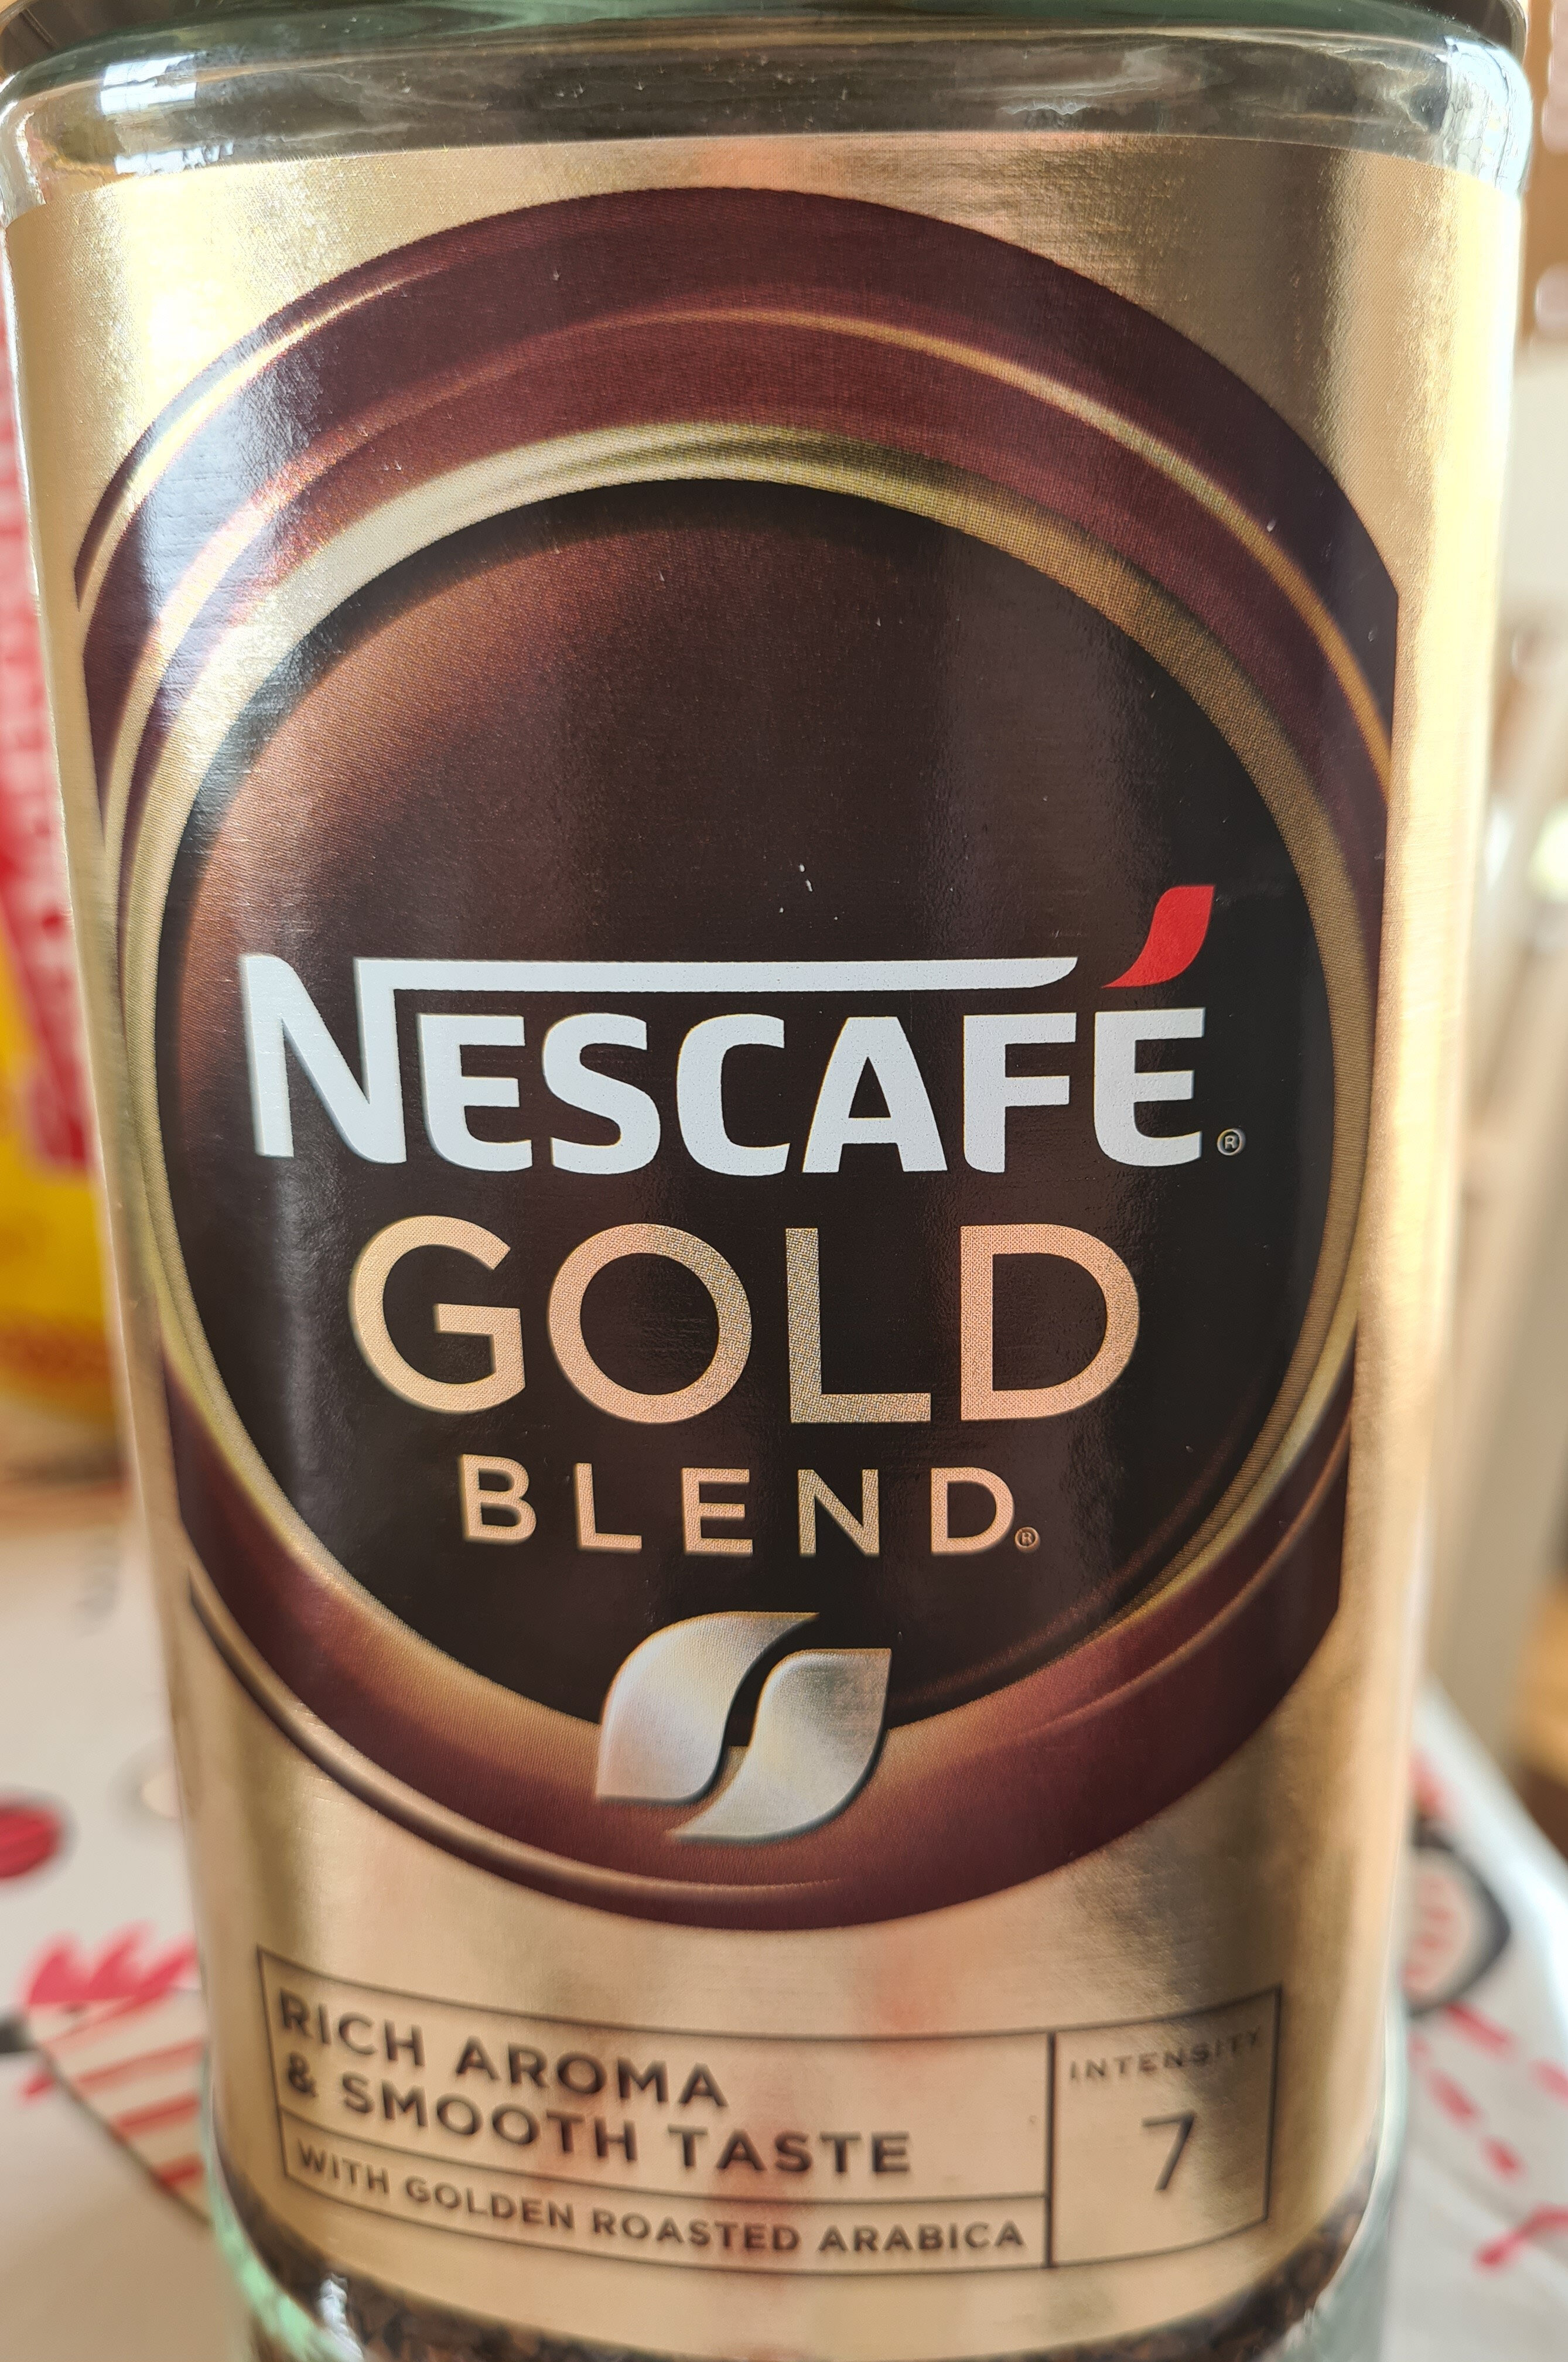 NESCAFÉ®
GOLD
BLEND®
RICH AROMA
& SMOOTH TASTE
WITH GOLDEN ROASTED ARABICA
INTENSITY
7